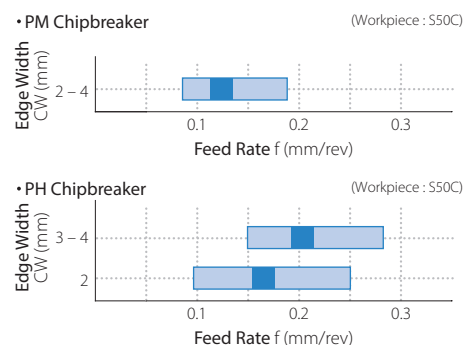 • PM Chipbreaker (Workpiece : S50C)
Edge Width
CW (mm)
2 – 4
0.1 0.2 0.3
Feed Rate f (mm/rev)
• PH Chipbreaker (Workpiece : S50C)
Edge Width
CW (mm)
3 – 4
2
0.1 0.2 0.3
Feed Rate f (mm/rev)